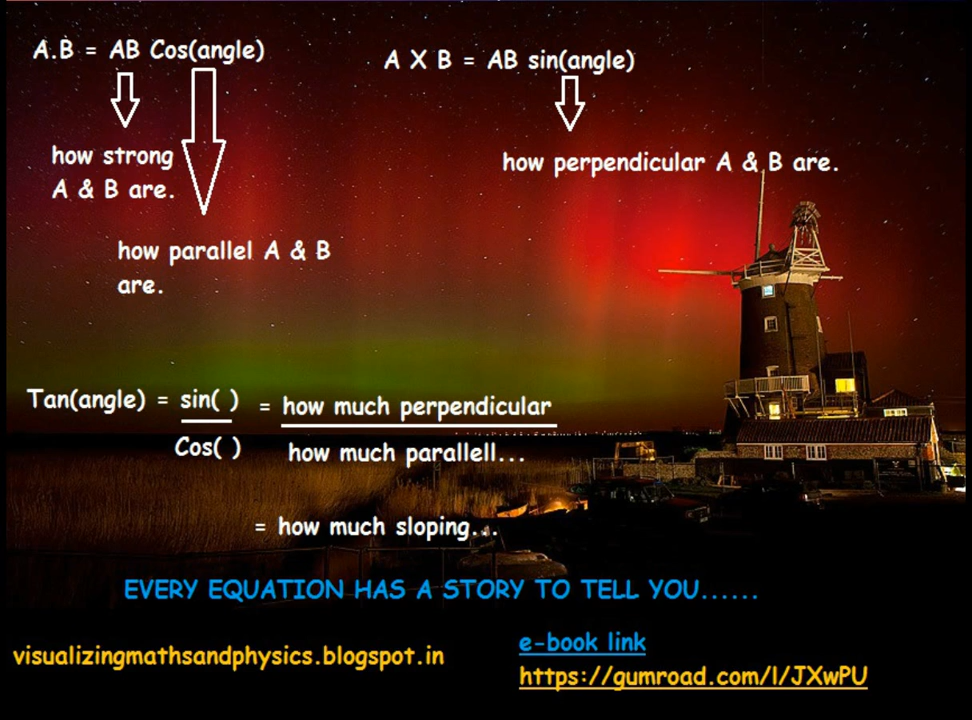 A.B = AB Cos(angle)
how strong
A & B are.
how parallel A & B
are.
A X B = AB sin(angle)
how perpendicular A & B are.
Tan(angle) = sin( ) = how much perpendicular
Cos( ) how much parallell...
= how much sloping...
EVERY EQUATION HAS A STORY TO TELL YOU......
visualizingmathsandphysics.blogspot.in
e-book link
https://gumroad.com/l/JXwPU